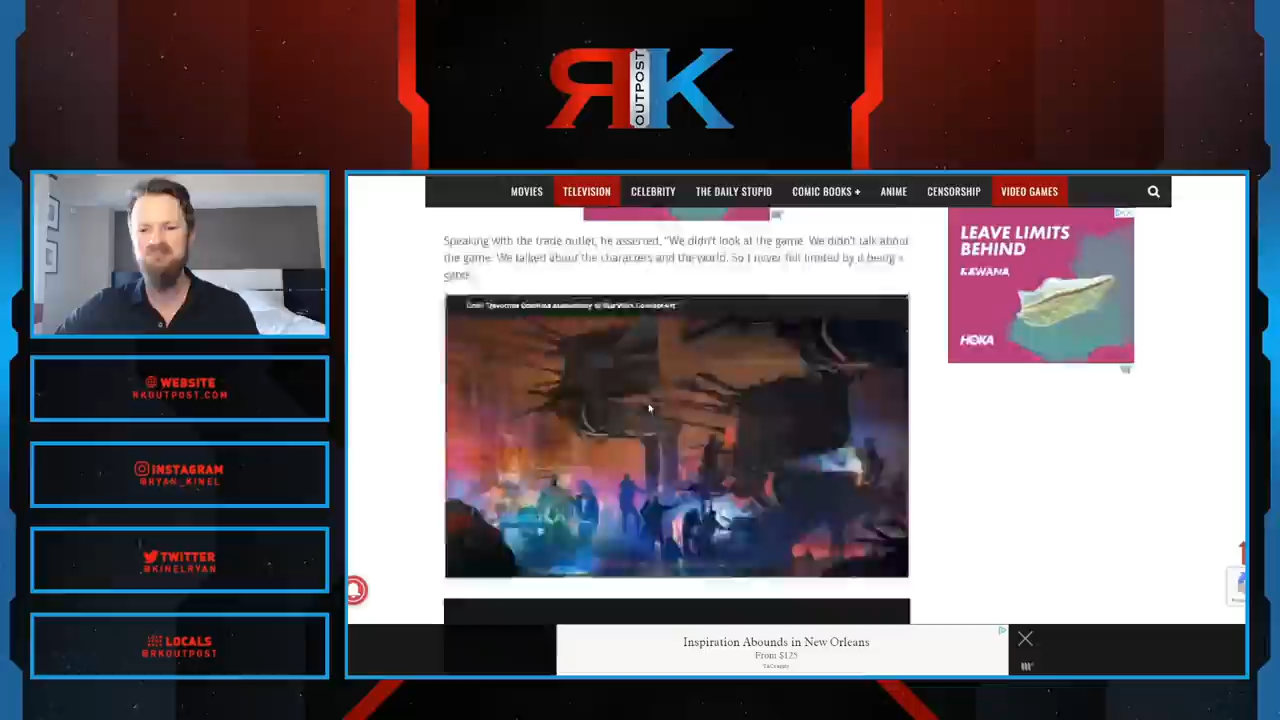 RK
OUTPOST
MOVIES TELEVISION CELEBRITY THE DAILY STUPID COMIC BOOKS + ANIME CENSORSHIP VIDEO GAMES
Speaking with the trade outlet, he asserted, "We didn't look at the game. We didn't talk about
the game. We talked about the characters and the world. So I never felt limited by it being a
game.
LEAVE LIMITS
BEHIND
KAWANA
HOKA
WEBSITE
RKOUTPOST.COM
INSTAGRAM
@RYAN_KINEL
TWITTER
@KINELRYAN
LOCALS
@RKOUTPOST
Inspiration Abounds in New Orleans
From $125